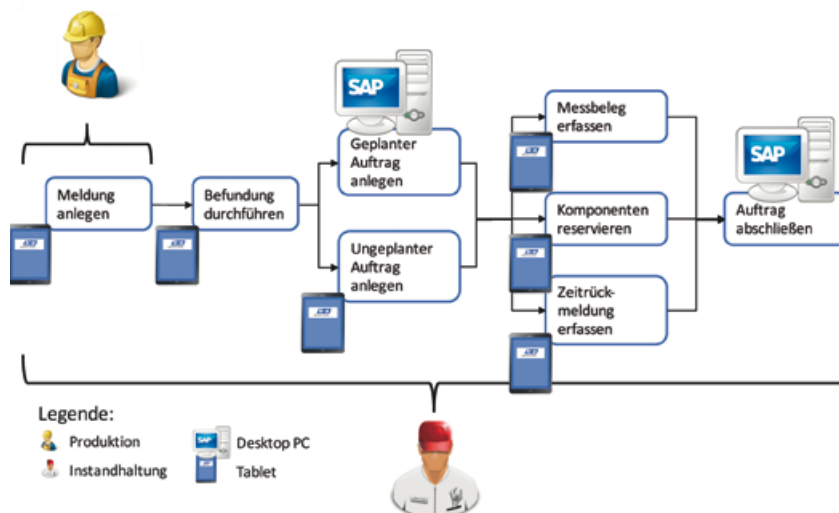 SAP
Meldung
anlegen
Befundung
durchführen
Geplanter
Auftrag
anlegen
Ungeplanter
Auftrag
anlegen
Messbeleg
erfassen
Komponenten
reservieren
Zeitrück-
meldung
erfassen
SAP
Auftrag
abschließen
Legende:
Produktion
Instandhaltung
SAP
Desktop PC
Tablet